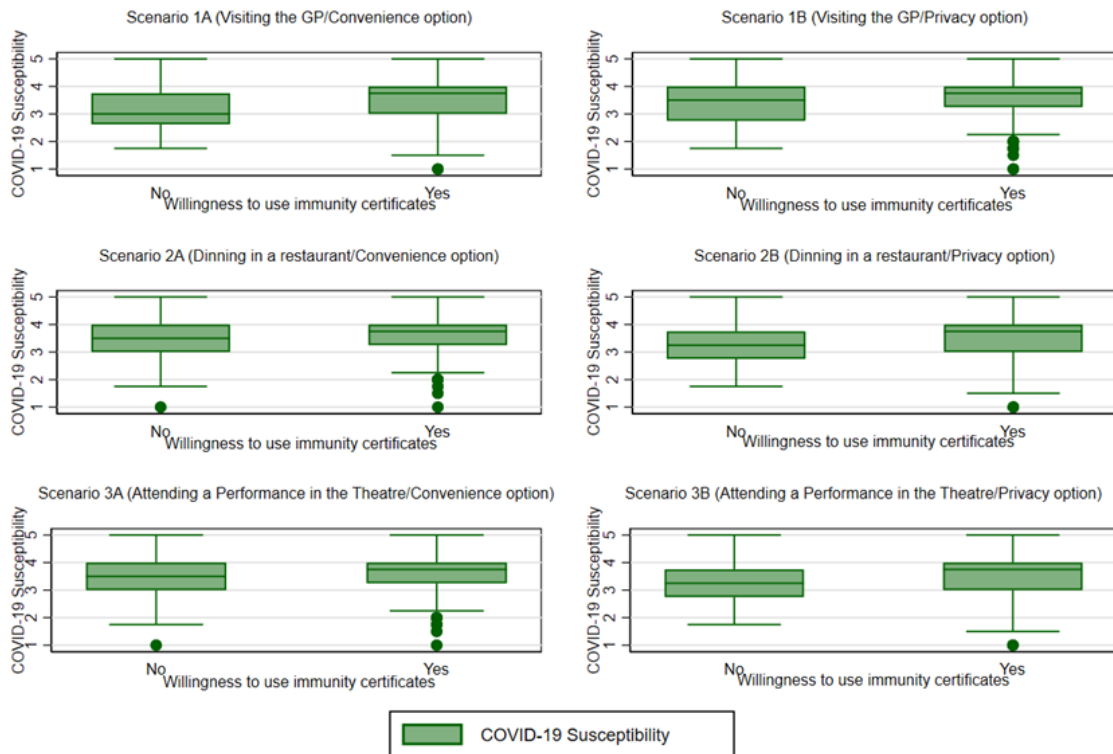 Scenario 1A (Visiting the GP/Convenience option)
COVID-19 Susceptibility
5
4
3
2
1
No
Yes
Willingness to use immunity certificates
Scenario 1B (Visiting the GP/Privacy option)
COVID-19 Susceptibility
5
4
3
2
1
No
Yes
Willingness to use immunity certificates
Scenario 2A (Dinning in a restaurant/Convenience option)
COVID-19 Susceptibility
5
4
3
2
1
No
Yes
Willingness to use immunity certificates
Scenario 2B (Dinning in a restaurant/Privacy option)
COVID-19 Susceptibility
5
4
3
2
1
No
Yes
Willingness to use immunity certificates
Scenario 3A (Attending a Performance in the Theatre/Convenience option)
COVID-19 Susceptibility
5
4
3
2
1
No
Yes
Willingness to use immunity certificates
Scenario 3B (Attending a Performance in the Theatre/Privacy option)
COVID-19 Susceptibility
5
4
3
2
1
No
Yes
Willingness to use immunity certificates
COVID-19 Susceptibility